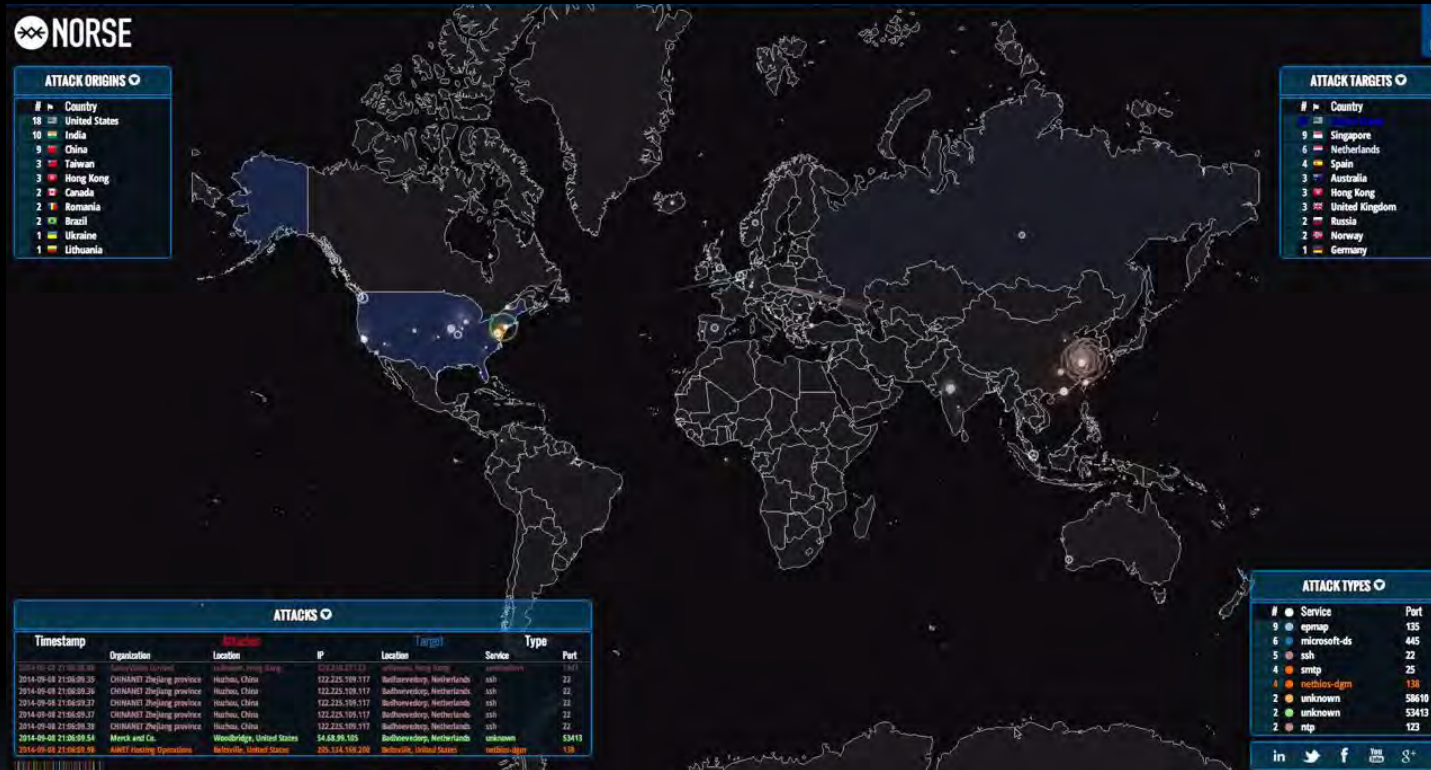 NORSE
ATTACK ORIGINS
# Country
18 United States
10 India
9 China
3 Taiwan
3 Hong Kong
2 Canada
2 Romania
2 Brazil
1 Ukraine
1 Lithuania
ATTACK TARGETS
# Country
9 Singapore
6 Netherlands
4 Spain
3 Australia
3 Hong Kong
3 United Kingdom
2 Russia
2 Norway
1 Germany
ATTACKS
Timestamp Attacker Target Type
Organization Location IP Location Service Port
Hong Kong Hong Kong
2014-09-08 21:06:09.35 CHINANET Zhejiang province Huzhou, China 122.225.109.117 Badhoevedorp, Netherlands ssh 22
2014-09-08 21:06:09.36 CHINANET Zhejiang province Huzhou, China 122.225.109.117 Badhoevedorp, Netherlands ssh 22
2014-09-08 21:06:09.37 CHINANET Zhejiang province Huzhou, China 122.225.109.117 Badhoevedorp, Netherlands ssh 22
2014-09-08 21:06:09.37 CHINANET Zhejiang province Huzhou, China 122.225.109.117 Badhoevedorp, Netherlands ssh 22
2014-09-08 21:06:09.38 CHINANET Zhejiang province Huzhou, China 122.225.109.117 Badhoevedorp, Netherlands ssh 22
2014-09-08 21:06:09.54 Merck and Co. Woodbridge, United States 54.68.99.105 Badhoevedorp, Netherlands unknown 53413
2014-09-08 21:06:09.98 AiNET Hosting Operations Beltsville, United States Beltsville, United States netbios-dgm 138
ATTACK TYPES
# Service Port
9 epmap 135
6 microsoft-ds 445
5 ssh 22
4 smtp 25
4 netbios-dgm 138
2 unknown 58610
2 unknown 53413
2 ntp 123
in f You Tube g+